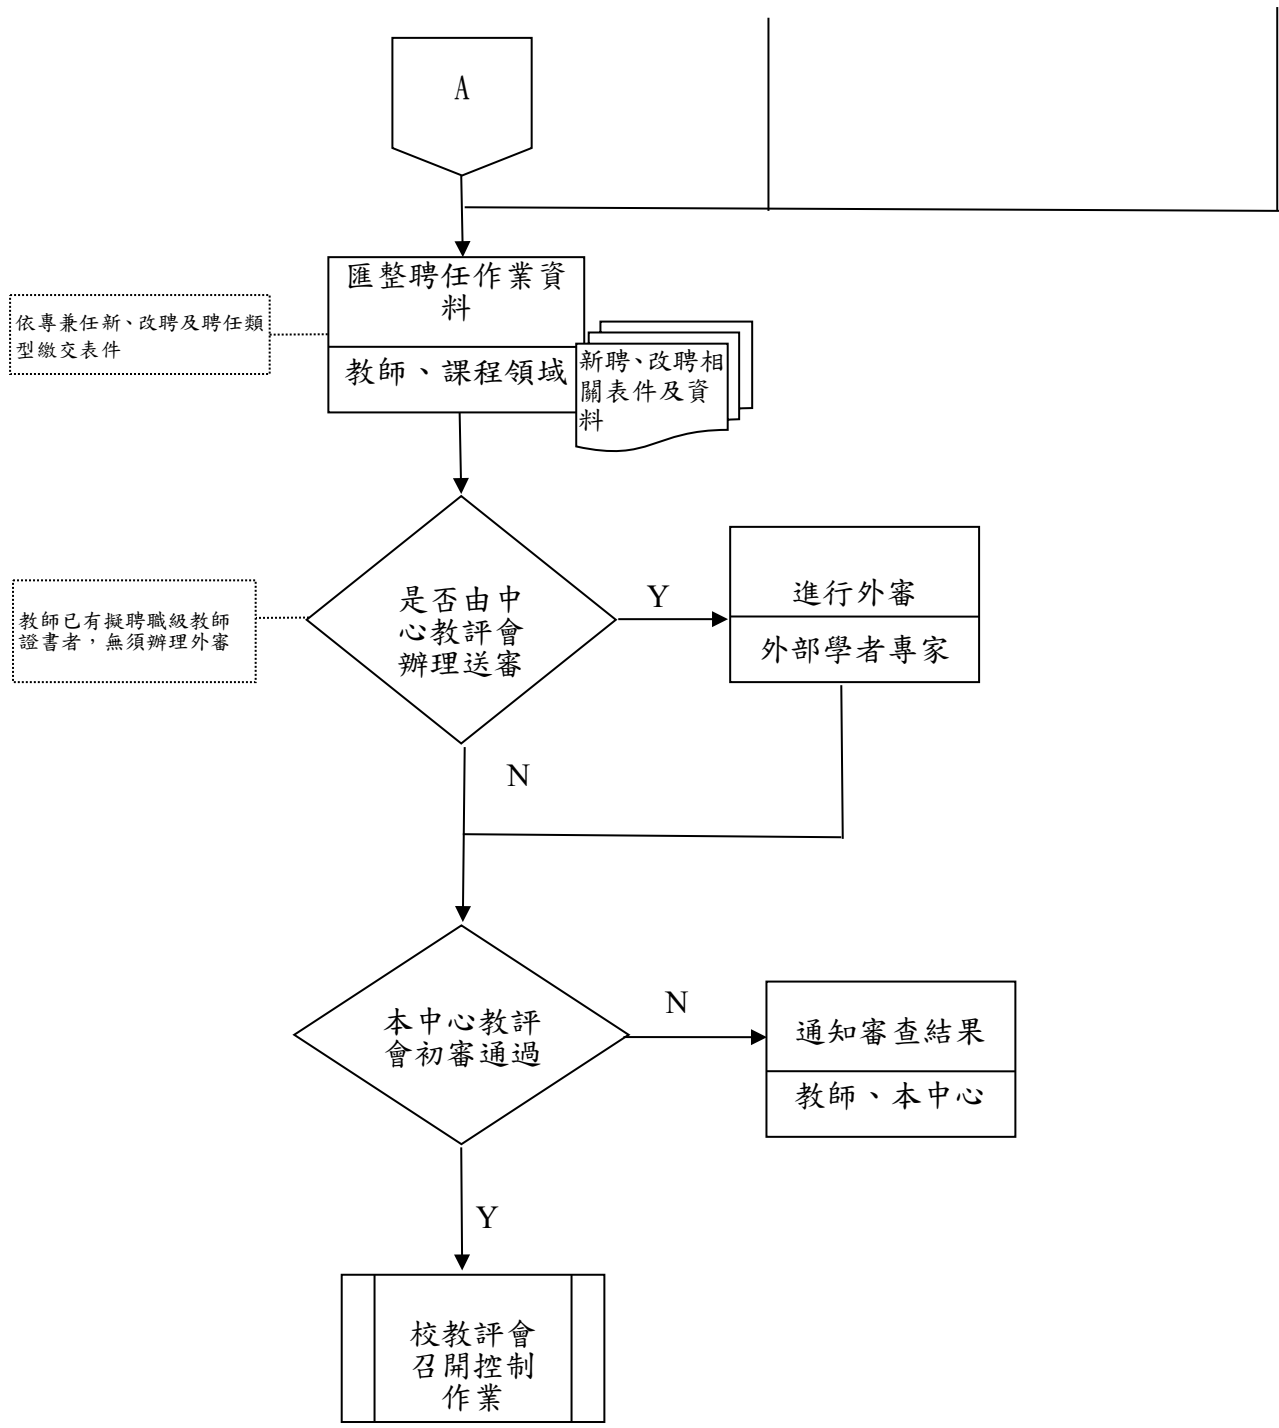 A
匯整聘任作業資
料
教師、課程領域
依專兼任新、改聘及聘任類
型繳交表件
新聘、改聘相
關表件及資
料
是否由中
心教評會
辦理送審
Y
進行外審
外部學者專家
教師已有擬聘職級教師
證書者，無須辦理外審
N
本中心教評
會初審通過
N
通知審查結果
教師、本中心
Y
校教評會
召開控制
作業